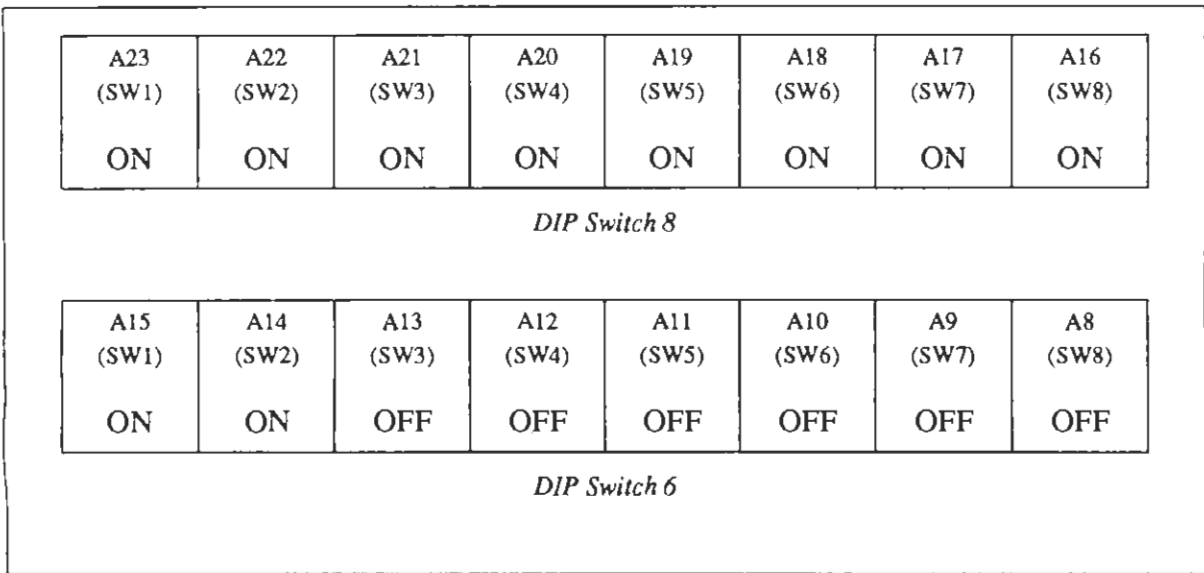 A23 A22 A21 A20 A19 A18 A17 A16
(SW1) (SW2) (SW3) (SW4) (SW5) (SW6) (SW7) (SW8)
ON ON ON ON ON ON ON ON
DIP Switch 8
A15 A14 A13 A12 A11 A10 A9 A8
(SW1) (SW2) (SW3) (SW4) (SW5) (SW6) (SW7) (SW8)
ON ON OFF OFF OFF OFF OFF OFF
DIP Switch 6